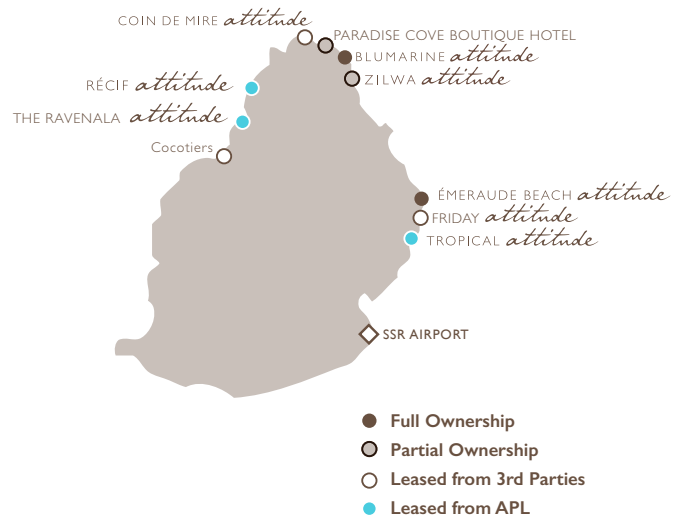 COIN DE MIRE attitude
PARADISE COVE BOUTIQUE HOTEL
BLUMARINE attitude
ZILWA attitude
RÉCIF attitude
THE RAVENALA attitude
Cocotiers
ÉMERAUDE BEACH attitude
FRIDAY attitude
TROPICAL attitude
SSR AIRPORT
Full Ownership
Partial Ownership
Leased from 3rd Parties
Leased from APL